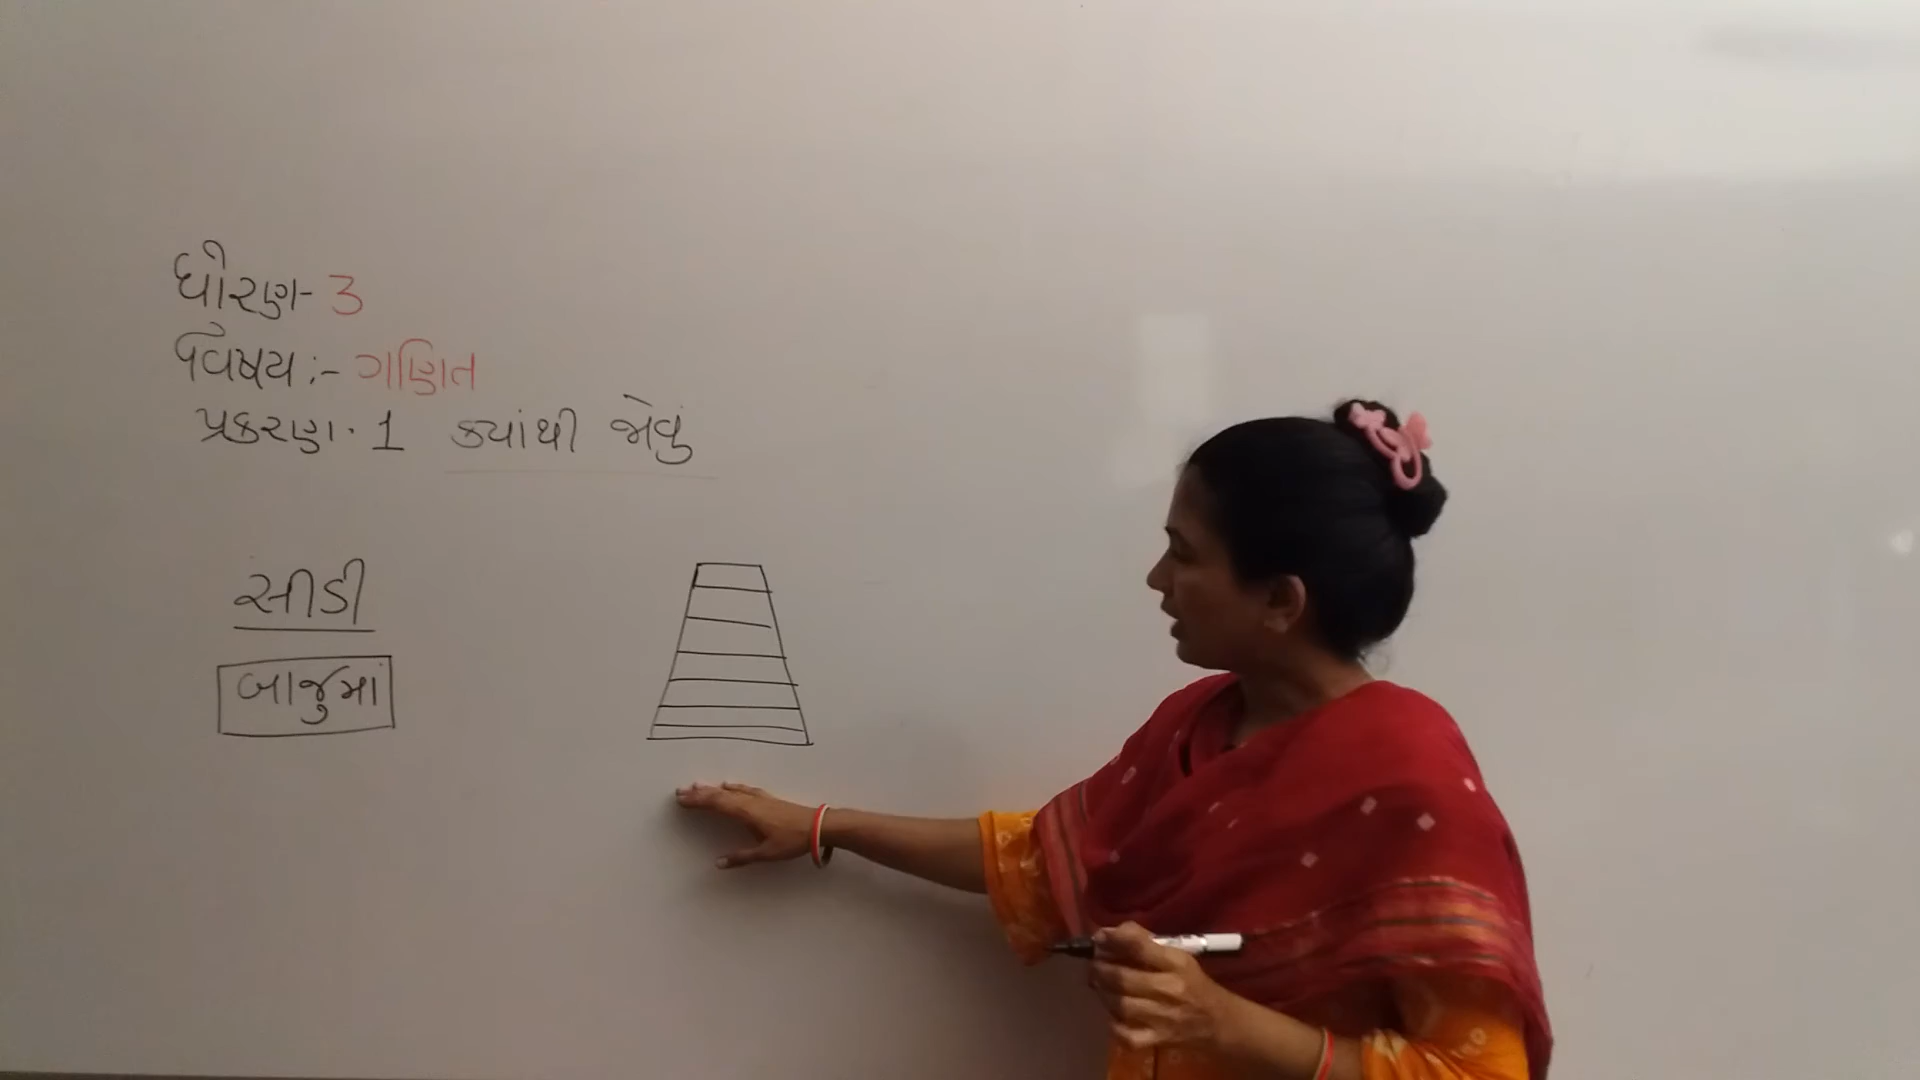 ધોરણ- 3
વિષય :- ગણિત
પ્રકરણ. 1 ક્યાંથી જોવું
સીડી
બાજુમાં